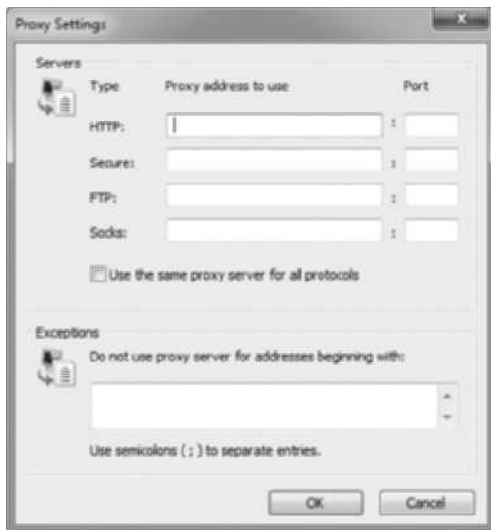 Proxy Settings
Servers
Type Proxy address to use Port
HTTP: :
Secure: :
FTP: :
Socks: :
Use the same proxy server for all protocols
Exceptions
Do not use proxy server for addresses beginning with:
Use semicolons ( ; ) to separate entries.
OK Cancel